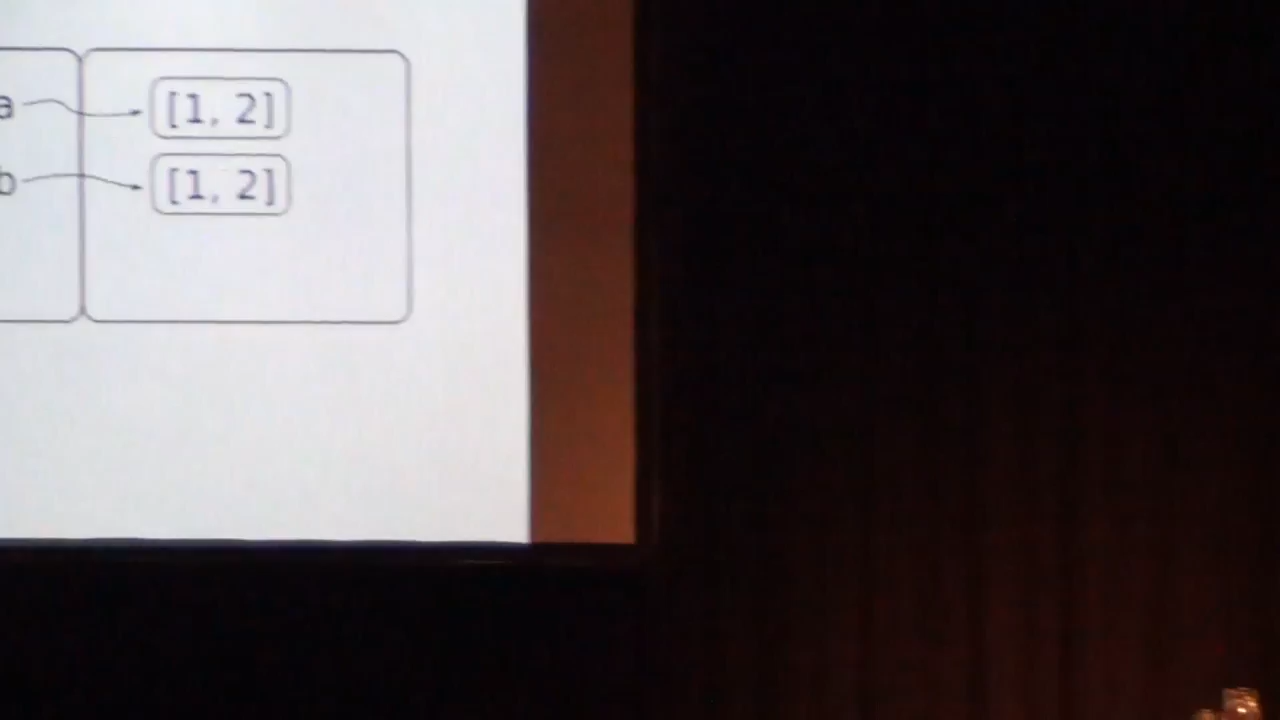 a [1, 2]
b [1, 2]